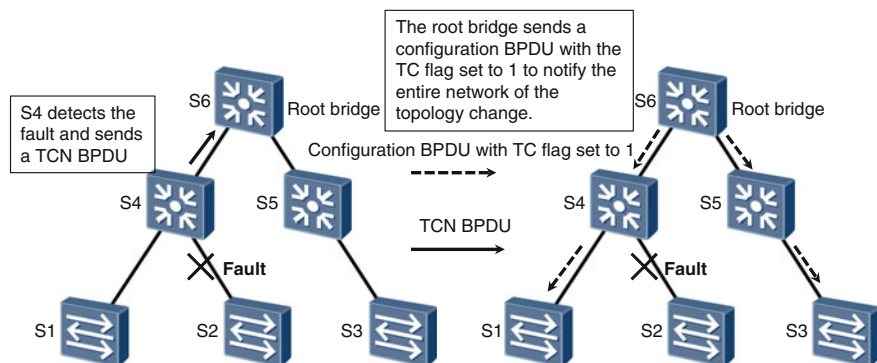 The root bridge sends a
configuration BPDU with the
TC flag set to 1 to notify the
entire network of the
topology change.
S6
Root bridge
S4 detects the
fault and sends
a TCN BPDU
S6
Root bridge
Configuration BPDU with TC flag set to 1
S4
S5
S4
S5
TCN BPDU
Fault
Fault
S1
S2
S3
S1
S2
S3